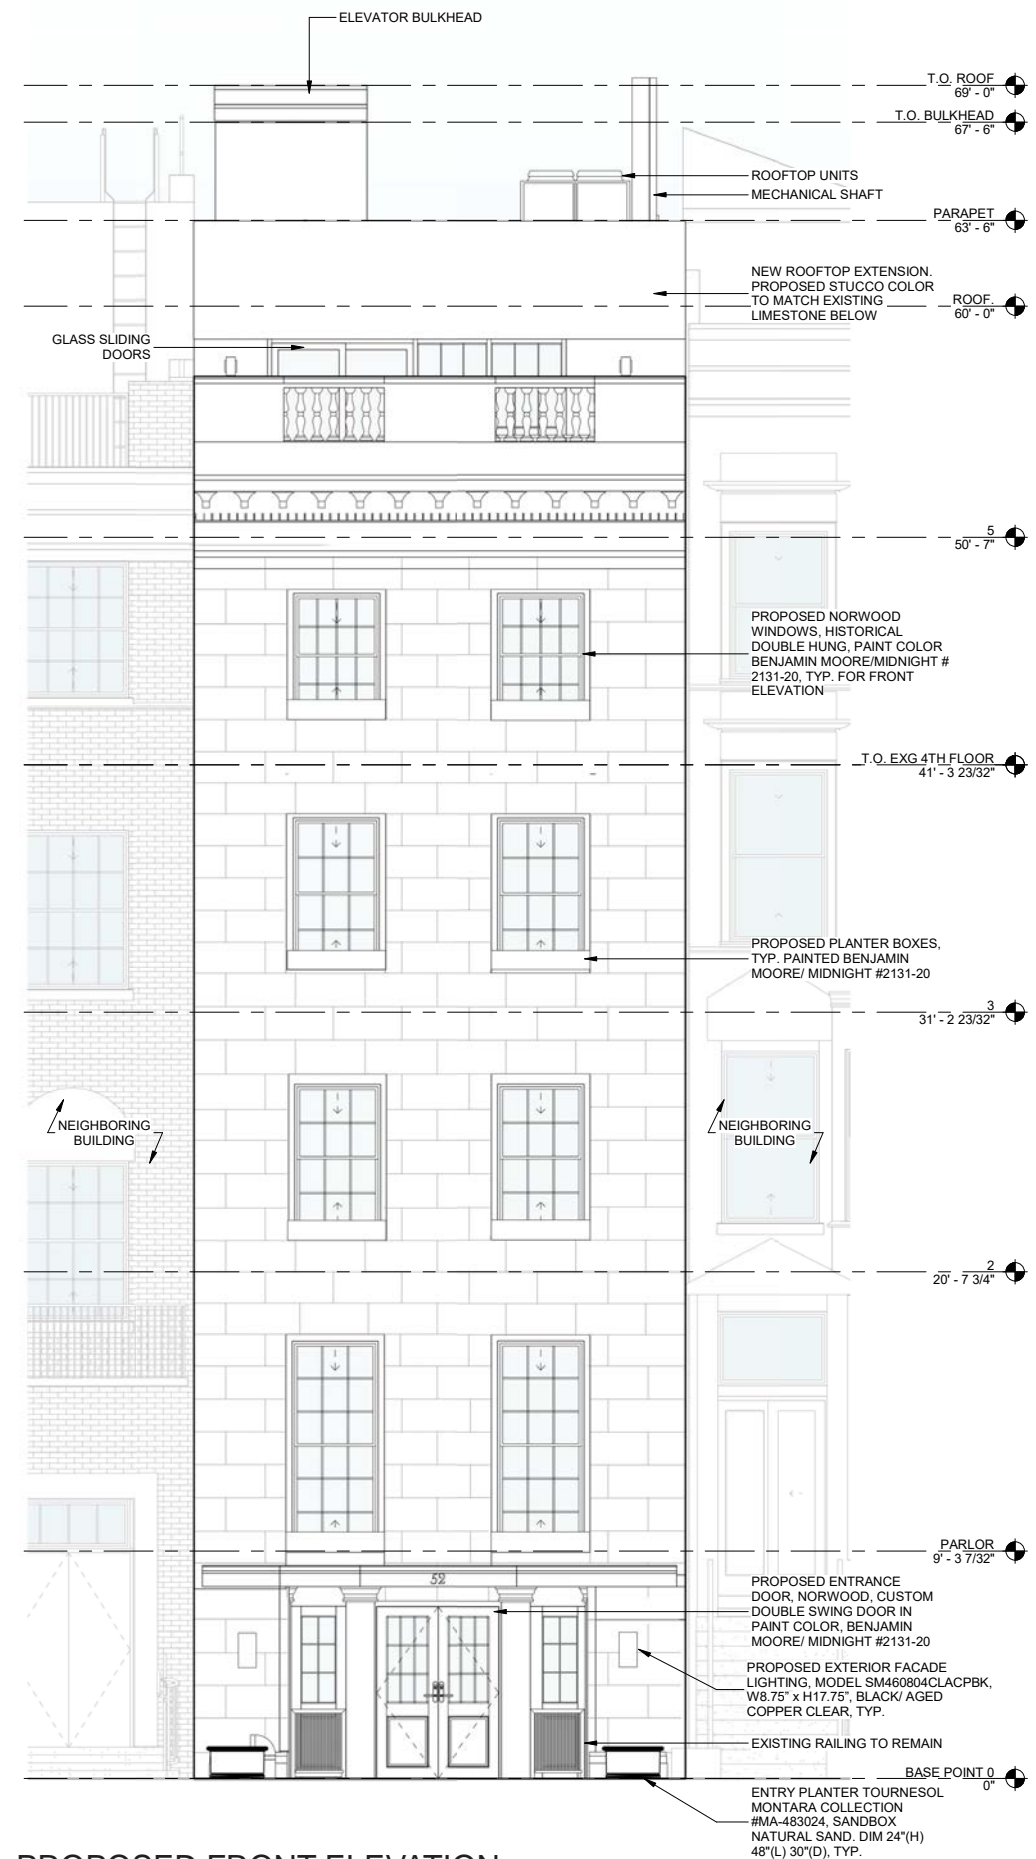 ELEVATOR BULKHEAD
T.O. ROOF
69' - 0"
T.O. BULKHEAD
67' - 6"
ROOFTOP UNITS
MECHANICAL SHAFT
PARAPET
63' - 6"
NEW ROOFTOP EXTENSION.
PROPOSED STUCCO COLOR
TO MATCH EXISTING
LIMESTONE BELOW
ROOF.
60' - 0"
GLASS SLIDING
DOORS
5
50' - 7"
PROPOSED NORWOOD
WINDOWS, HISTORICAL
DOUBLE HUNG, PAINT COLOR
BENJAMIN MOORE/MIDNIGHT #
2131-20, TYP. FOR FRONT
ELEVATION
T.O. EXG 4TH FLOOR
41' - 3 23/32"
PROPOSED PLANTER BOXES,
TYP. PAINTED BENJAMIN
MOORE/ MIDNIGHT #2131-20
3
31' - 2 23/32"
NEIGHBORING
BUILDING
NEIGHBORING
BUILDING
2
20' - 7 3/4"
PARLOR
9' - 3 7/32"
52
PROPOSED ENTRANCE
DOOR, NORWOOD, CUSTOM
DOUBLE SWING DOOR IN
PAINT COLOR, BENJAMIN
MOORE/ MIDNIGHT #2131-20
PROPOSED EXTERIOR FACADE
LIGHTING, MODEL SM460804CLACPBK,
W8.75" x H17.75", BLACK/ AGED
COPPER CLEAR, TYP.
EXISTING RAILING TO REMAIN
BASE POINT 0
0"
ENTRY PLANTER TOURNESOL
MONTARA COLLECTION
#MA-483024, SANDBOX
NATURAL SAND. DIM 24"(H)
48"(L) 30"(D), TYP.
PROPOSED FRONT ELEVATION